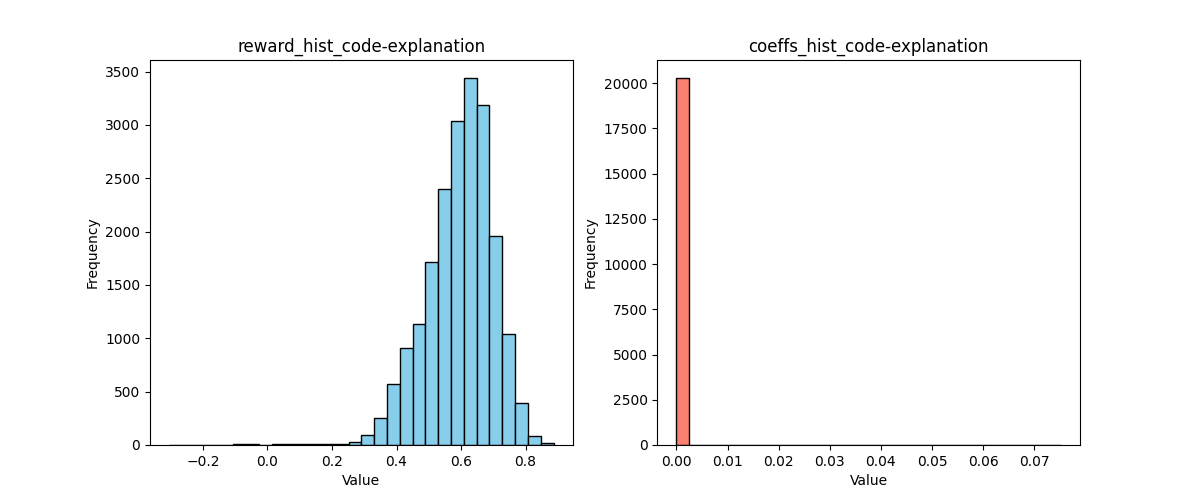 reward_hist_code-explanation
3500
3000
2500
2000
1500
1000
500
0
Frequency
−0.2 0.0 0.2 0.4 0.6 0.8
Value
coeffs_hist_code-explanation
20000
17500
15000
12500
10000
7500
5000
2500
0
Frequency
0.00 0.01 0.02 0.03 0.04 0.05 0.06 0.07
Value